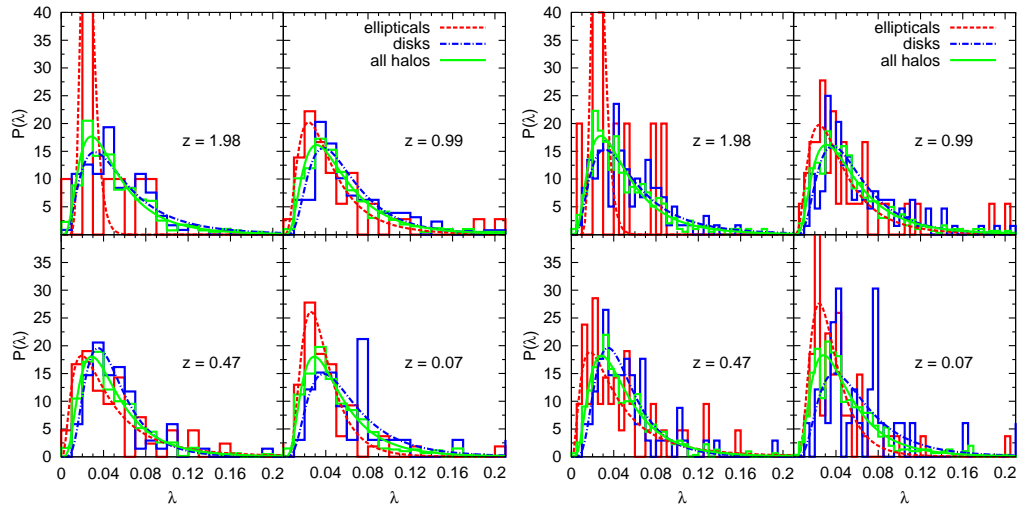 40
35
30
25
20
15
10
5
P(λ)
z = 1.98
ellipticals
disks
all halos
z = 0.99
35
30
25
20
15
10
5
0
P(λ)
z = 0.47
z = 0.07
0 0.04 0.08 0.12 0.16 0.2
λ
0.04 0.08 0.12 0.16 0.2
λ
40
35
30
25
20
15
10
5
P(λ)
z = 1.98
ellipticals
disks
all halos
z = 0.99
35
30
25
20
15
10
5
0
P(λ)
z = 0.47
z = 0.07
0 0.04 0.08 0.12 0.16 0.2
λ
0.04 0.08 0.12 0.16 0.2
λ